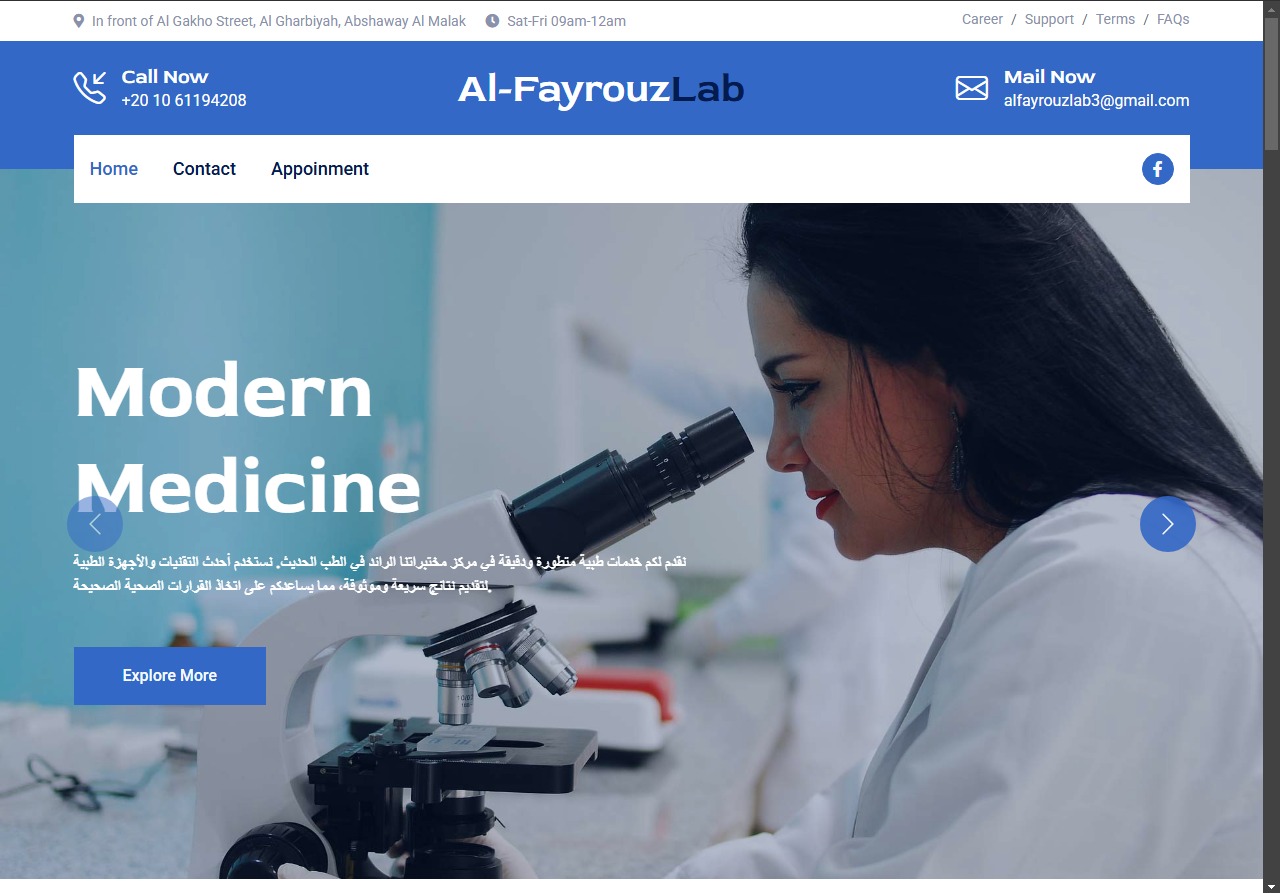 In front of Al Gakho Street, Al Gharbiyah, Abshaway Al Malak
Sat-Fri 09am-12am
Career / Support / Terms / FAQs
Call Now
+20 10 61194208
Al-FayrouzLab
Mail Now
alfayrouzlab3@gmail.com
Home Contact Appoinment
Modern
Medicine
نقدم لكم خدمات طبية متطورة ودقيقة في مركز مختبراتنا الرائد في الطب الحديث. نستخدم أحدث التقنيات والأجهزة الطبية
.لتقديم نتائج سريعة وموثوقة، مما يساعدكم على اتخاذ القرارات الصحية الصحيحة
Explore More